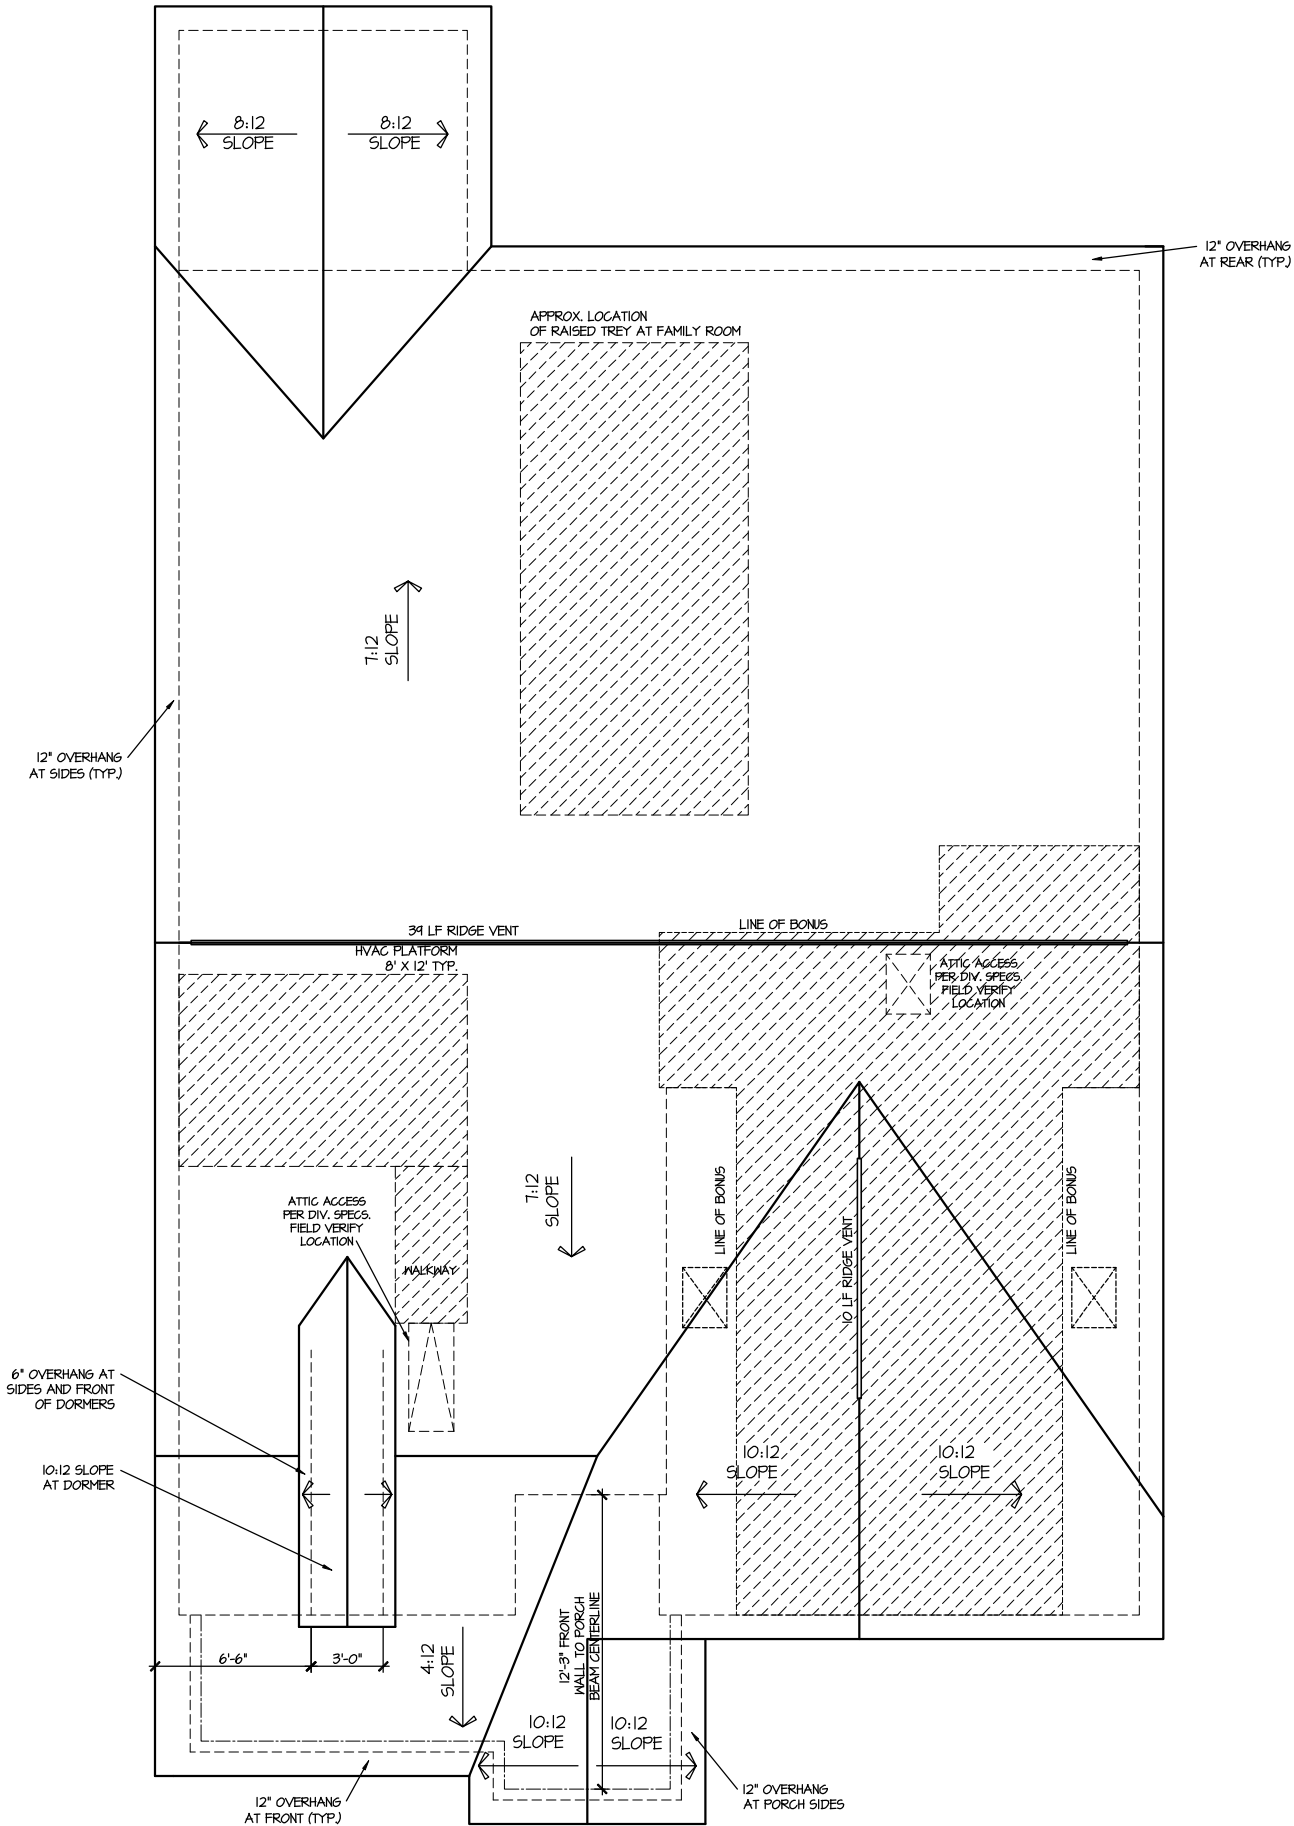 8:12
SLOPE
8:12
SLOPE
12" OVERHANG
AT REAR (TYP.)
APPROX. LOCATION
OF RAISED TREY AT FAMILY ROOM
7:12
SLOPE
12" OVERHANG
AT SIDES (TYP.)
39 LF RIDGE VENT
LINE OF BONUS
HVAC PLATFORM
8' X 12' TYP.
ATTIC ACCESS
PER DIV. SPECS.
FIELD VERIFY
LOCATION
7:12
SLOPE
LINE OF BONUS
LINE OF BONUS
ATTIC ACCESS
PER DIV. SPECS.
FIELD VERIFY
LOCATION
WALKWAY
10 LF RIDGE VENT
6" OVERHANG AT
SIDES AND FRONT
OF DORMERS
10:12 SLOPE
AT DORMER
10:12
SLOPE
10:12
SLOPE
6'-6"
3'-0"
4:12
SLOPE
12'-3" FRONT
WALL TO PORCH
BEAM CENTERLINE
10:12
SLOPE
10:12
SLOPE
12" OVERHANG
AT FRONT (TYP.)
12" OVERHANG
AT PORCH SIDES